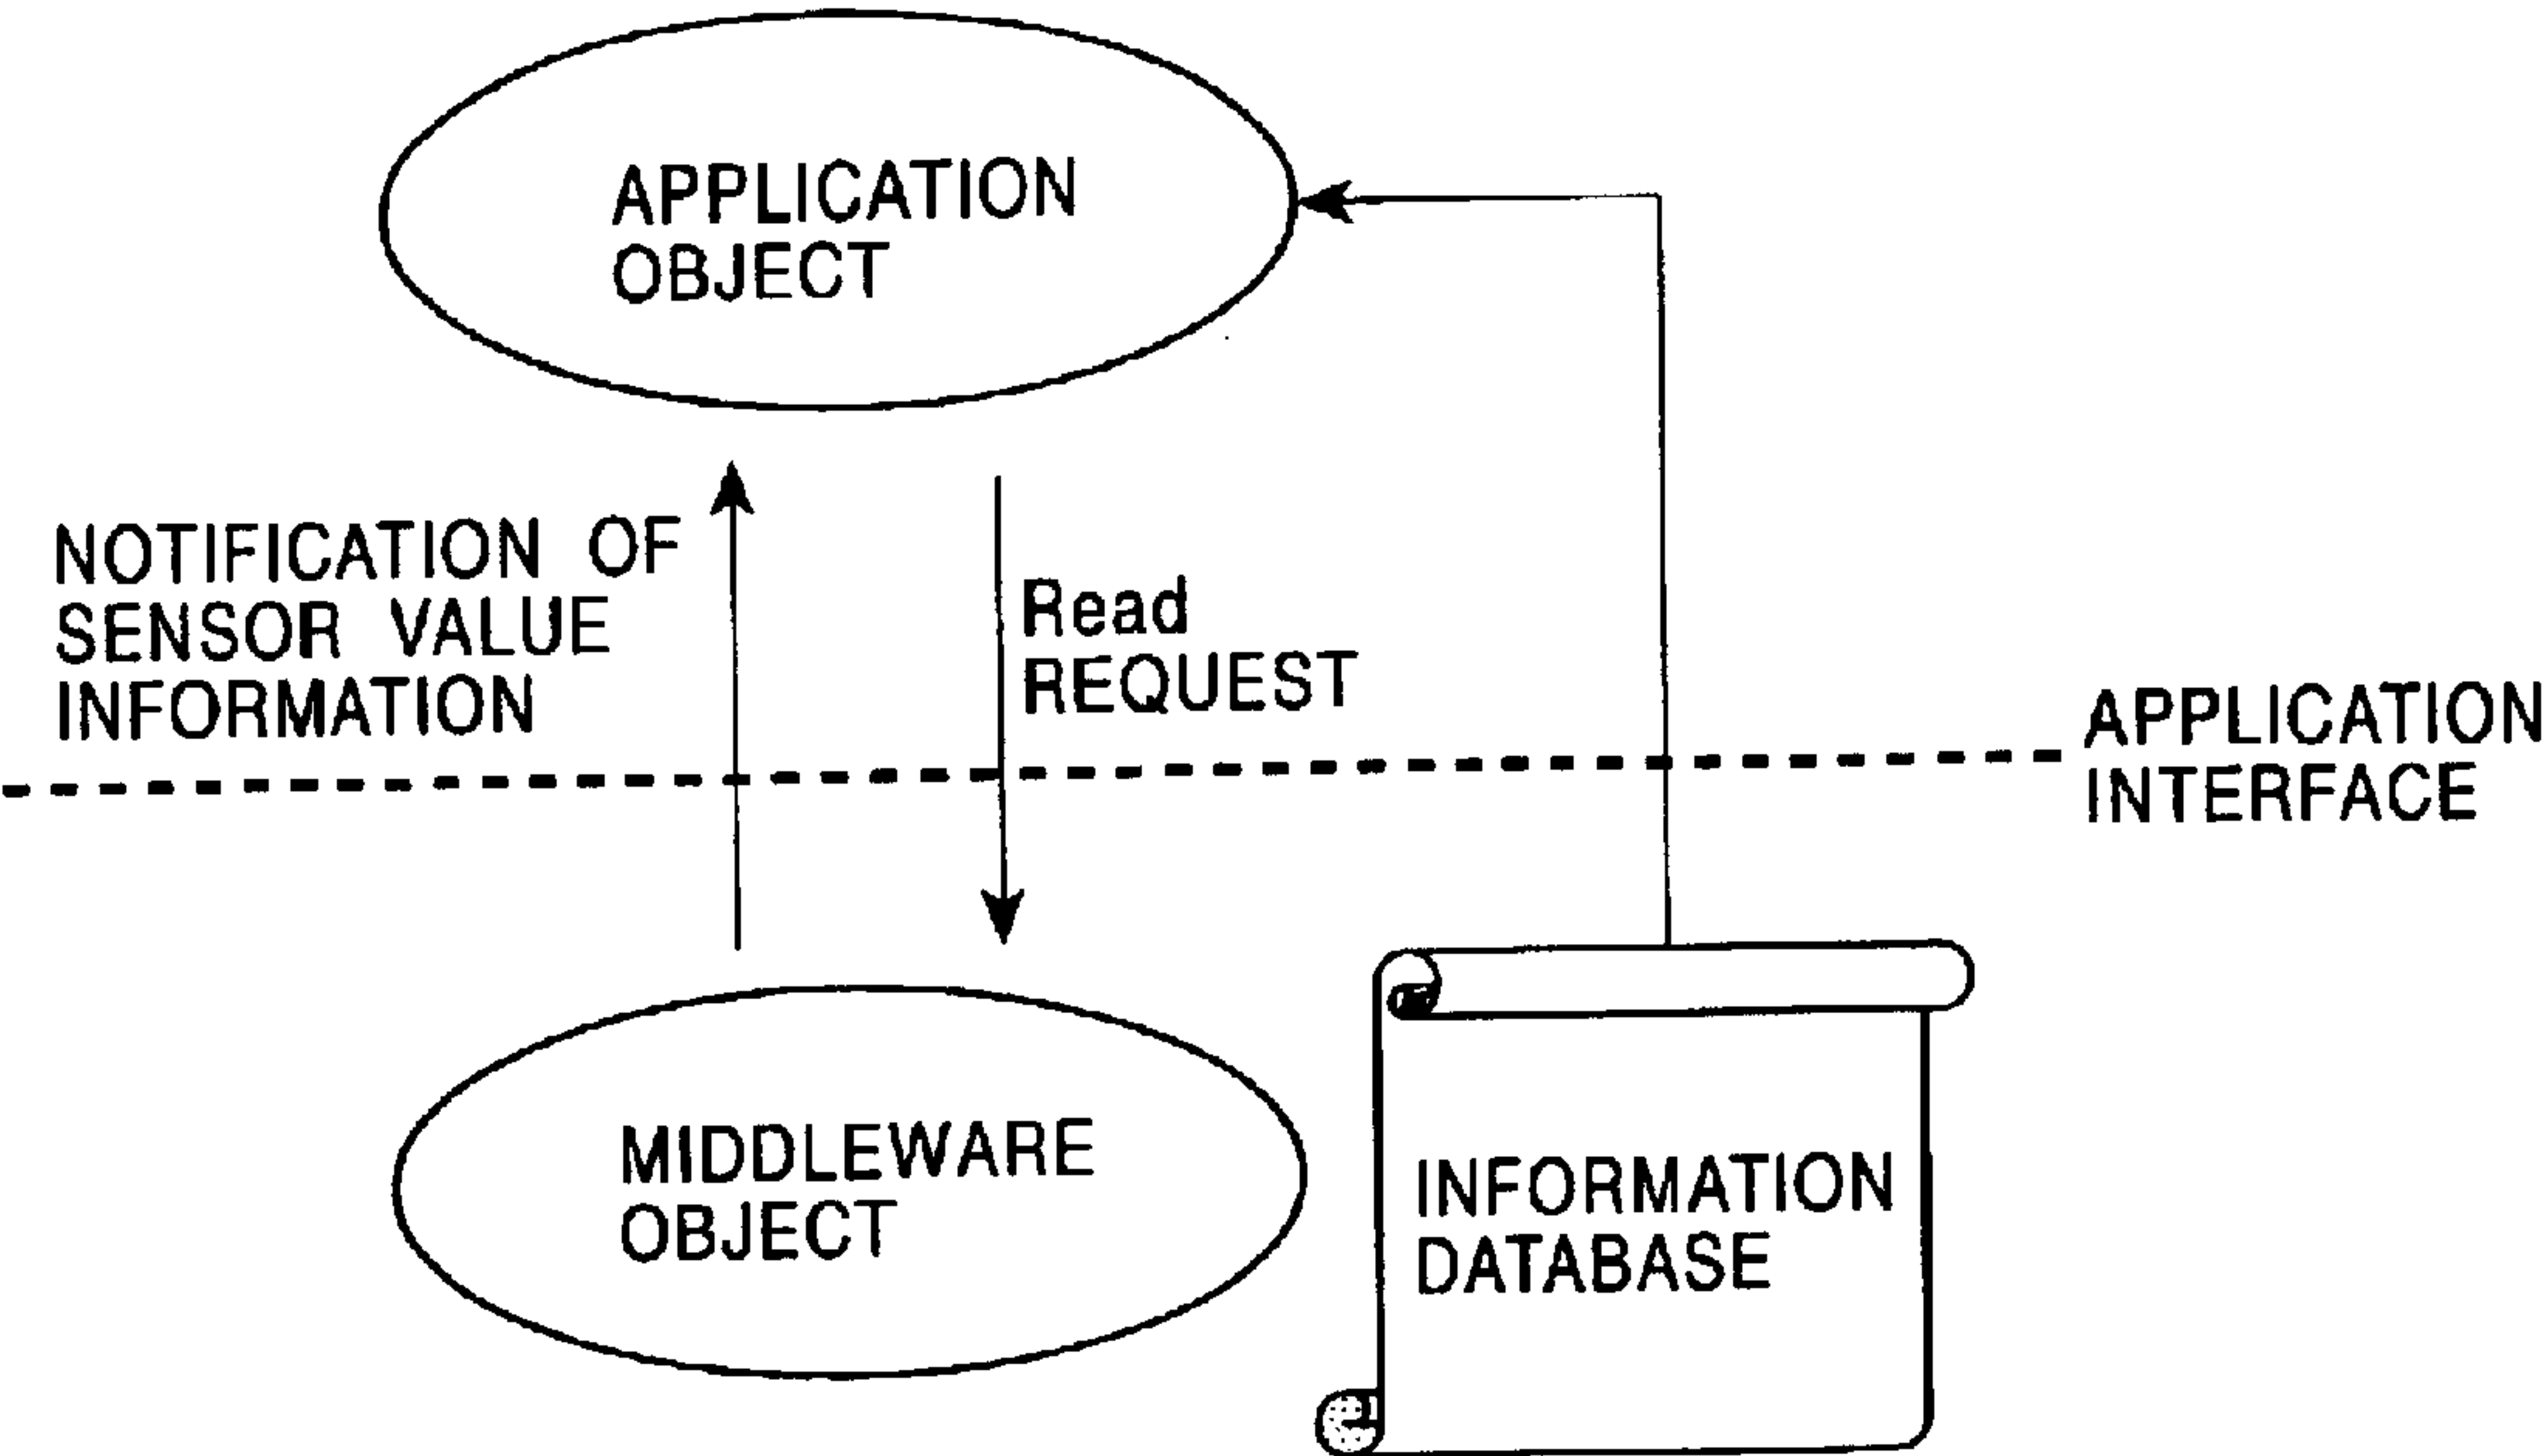 APPLICATION
OBJECT
NOTIFICATION OF
SENSOR VALUE
INFORMATION
Read
REQUEST
APPLICATION
INTERFACE
MIDDLEWARE
OBJECT
INFORMATION
DATABASE